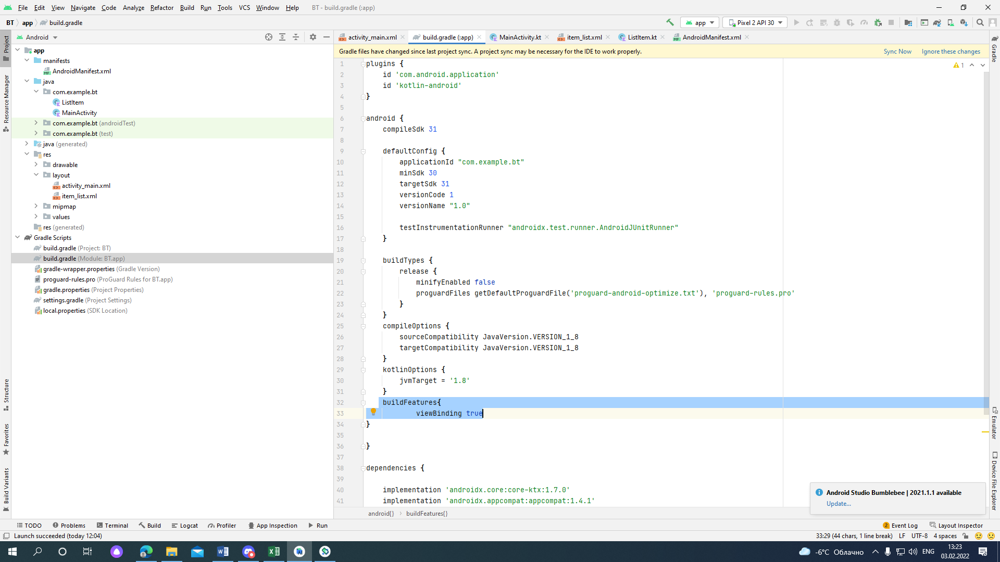 File Edit View Navigate Code Analyze Refactor Build Run Tools VCS Window Help BT - build.gradle (:app)
BT app build.gradle
app Pixel 2 API 30
Android
activity_main.xml build.gradle (:app) MainActivity.kt item_list.xml ListItem.kt AndroidManifest.xml
Gradle files have changed since last project sync. A project sync may be necessary for the IDE to work properly. Sync Now Ignore these changes
Project
Resource Manager
Structure
Favorites
Build Variants
app
manifests
AndroidManifest.xml
java
com.example.bt
ListItem
MainActivity
com.example.bt (androidTest)
com.example.bt (test)
java (generated)
res
drawable
layout
activity_main.xml
item_list.xml
mipmap
values
res (generated)
Gradle Scripts
build.gradle (Project: BT)
build.gradle (Module: BT.app)
gradle-wrapper.properties (Gradle Version)
proguard-rules.pro (ProGuard Rules for BT.app)
gradle.properties (Project Properties)
settings.gradle (Project Settings)
local.properties (SDK Location)
1 plugins {
2 id 'com.android.application'
3 id 'kotlin-android'
4 }
5
6 android {
7 compileSdk 31
8
9 defaultConfig {
10 applicationId "com.example.bt"
11 minSdk 30
12 targetSdk 31
13 versionCode 1
14 versionName "1.0"
15
16 testInstrumentationRunner "androidx.test.runner.AndroidJUnitRunner"
17 }
18
19 buildTypes {
20 release {
21 minifyEnabled false
22 proguardFiles getDefaultProguardFile('proguard-android-optimize.txt'), 'proguard-rules.pro'
23 }
24 }
25 compileOptions {
26 sourceCompatibility JavaVersion.VERSION_1_8
27 targetCompatibility JavaVersion.VERSION_1_8
28 }
29 kotlinOptions {
30 jvmTarget = '1.8'
31 }
32 buildFeatures{
33 viewBinding true
34 }
35
36 }
37
38 dependencies {
39
40 implementation 'androidx.core:core-ktx:1.7.0'
41 implementation 'androidx.appcompat:appcompat:1.4.1'
1
android{} buildFeatures{}
Gradle
Emulator
Device File Explorer
Android Studio Bumblebee | 2021.1.1 available
Update...
TODO Problems Terminal Build Logcat Profiler App Inspection Run 2 Event Log Layout Inspector
Launch succeeded (today 12:04) 33:29 (44 chars, 1 line break) LF UTF-8 4 spaces
-6°C Облачно ENG 13:23
03.02.2022